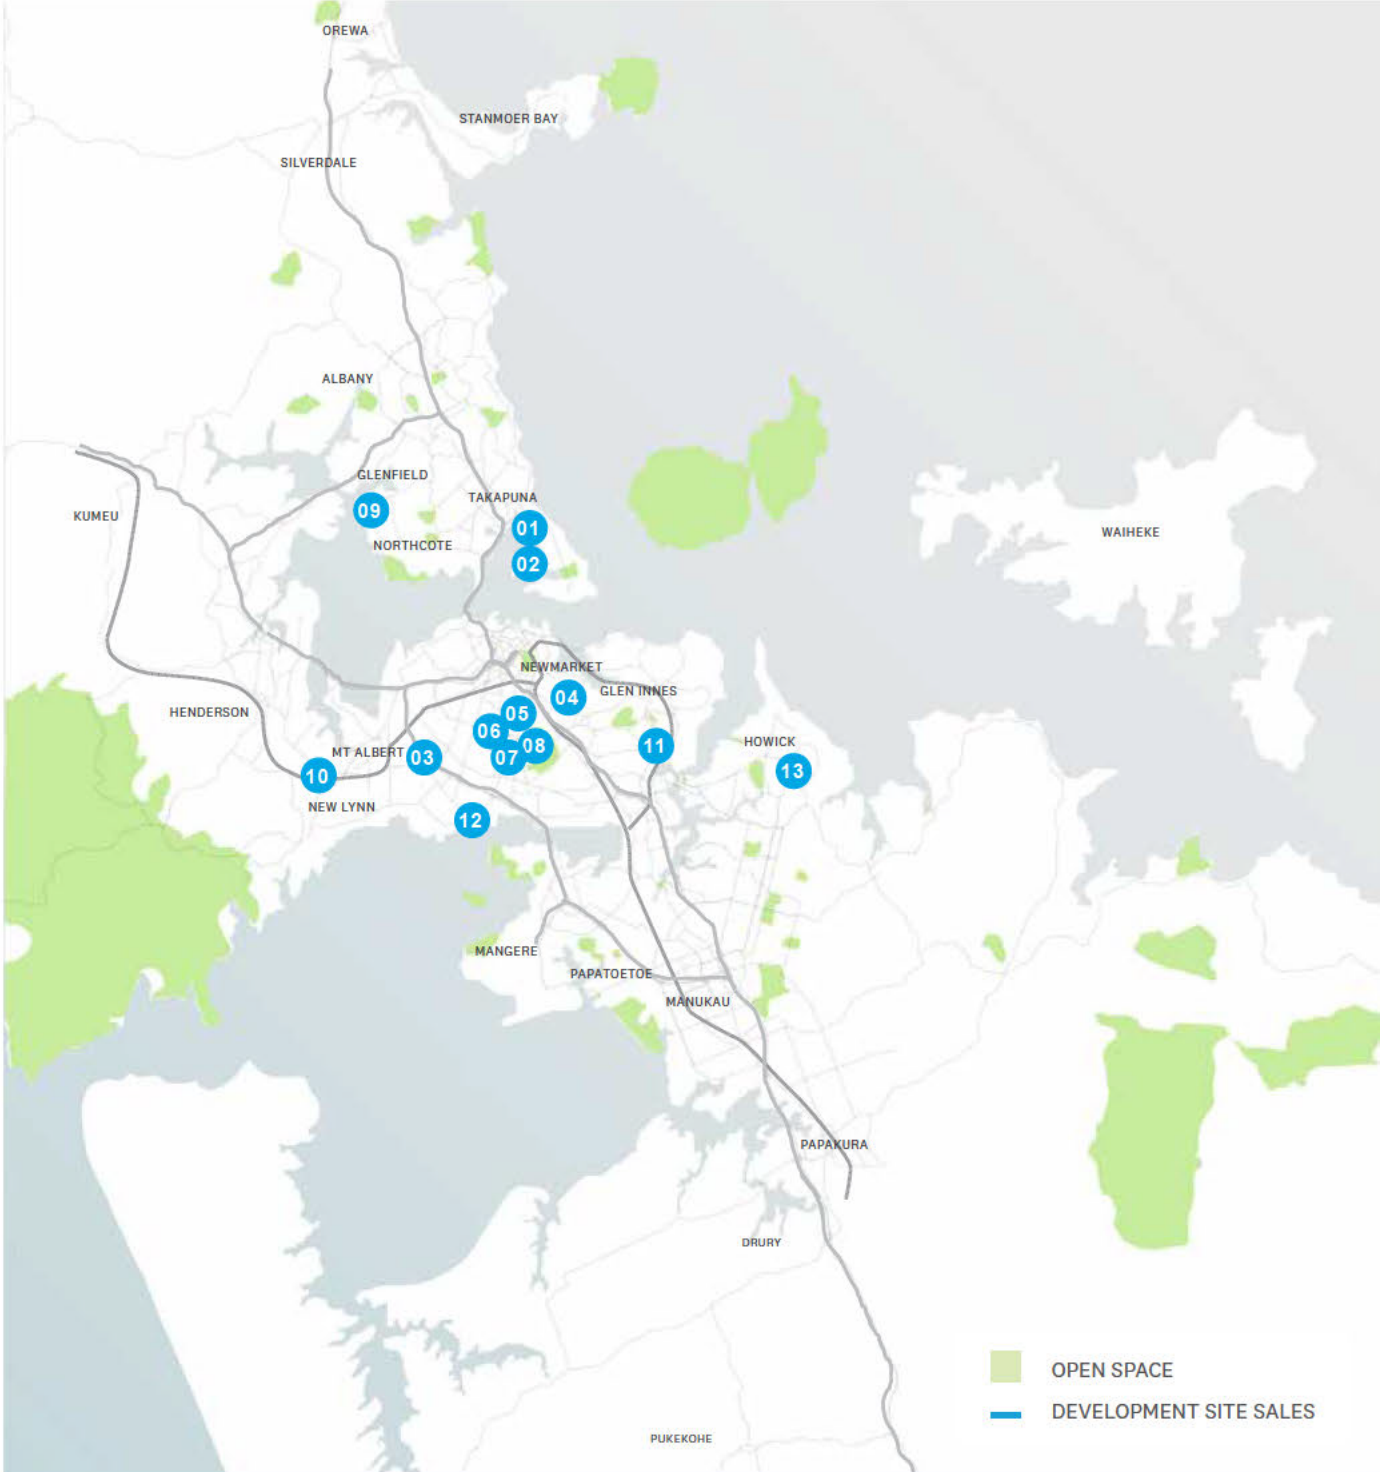 OREWA
STANMOER BAY
SILVERDALE
ALBANY
GLENFIELD
TAKAPUNA
09
KUMEU
01
WAIHEKE
NORTHCOTE
02
NEWMARKET
GLEN INNES
04
HENDERSON
05
06
MT ALBERT
03
08
07
11
HOWICK
13
10
NEW LYNN
12
MANGERE
PAPATOETOE
MANUKAU
PAPAKURA
DRURY
OPEN SPACE
DEVELOPMENT SITE SALES
PUKEKOHE